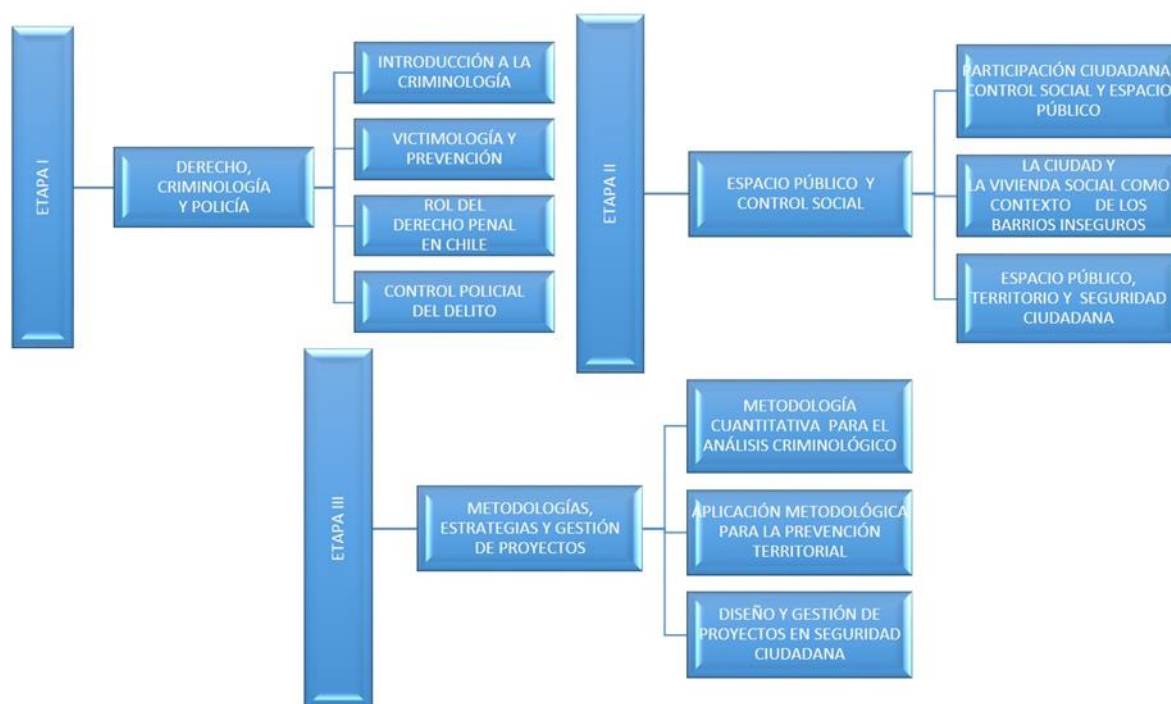 ETAPA I
DERECHO,
CRIMINOLOGÍA
Y POLICÍA
INTRODUCCIÓN A LA
CRIMINOLOGÍA
VICTIMOLOGÍA Y
PREVENCIÓN
ROL DEL
DERECHO PENAL
EN CHILE
CONTROL POLICIAL
DEL DELITO
ETAPA II
ESPACIO PÚBLICO Y
CONTROL SOCIAL
PARTICIPACIÓN CIUDADANA
CONTROL SOCIAL Y ESPACIO
PÚBLICO
LA CIUDAD Y
LA VIVIENDA SOCIAL COMO
CONTEXTO DE LOS
BARRIOS INSEGUROS
ESPACIO PÚBLICO,
TERRITORIO Y SEGURIDAD
CIUDADANA
ETAPA III
METODOLOGÍAS,
ESTRATEGIAS Y GESTIÓN
DE PROYECTOS
METODOLOGÍA
CUANTITATIVA PARA EL
ANÁLISIS CRIMINOLÓGICO
APLICACIÓN METODOLÓGICA
PARA LA PREVENCIÓN
TERRITORIAL
DISEÑO Y GESTIÓN DE
PROYECTOS EN SEGURIDAD
CIUDADANA